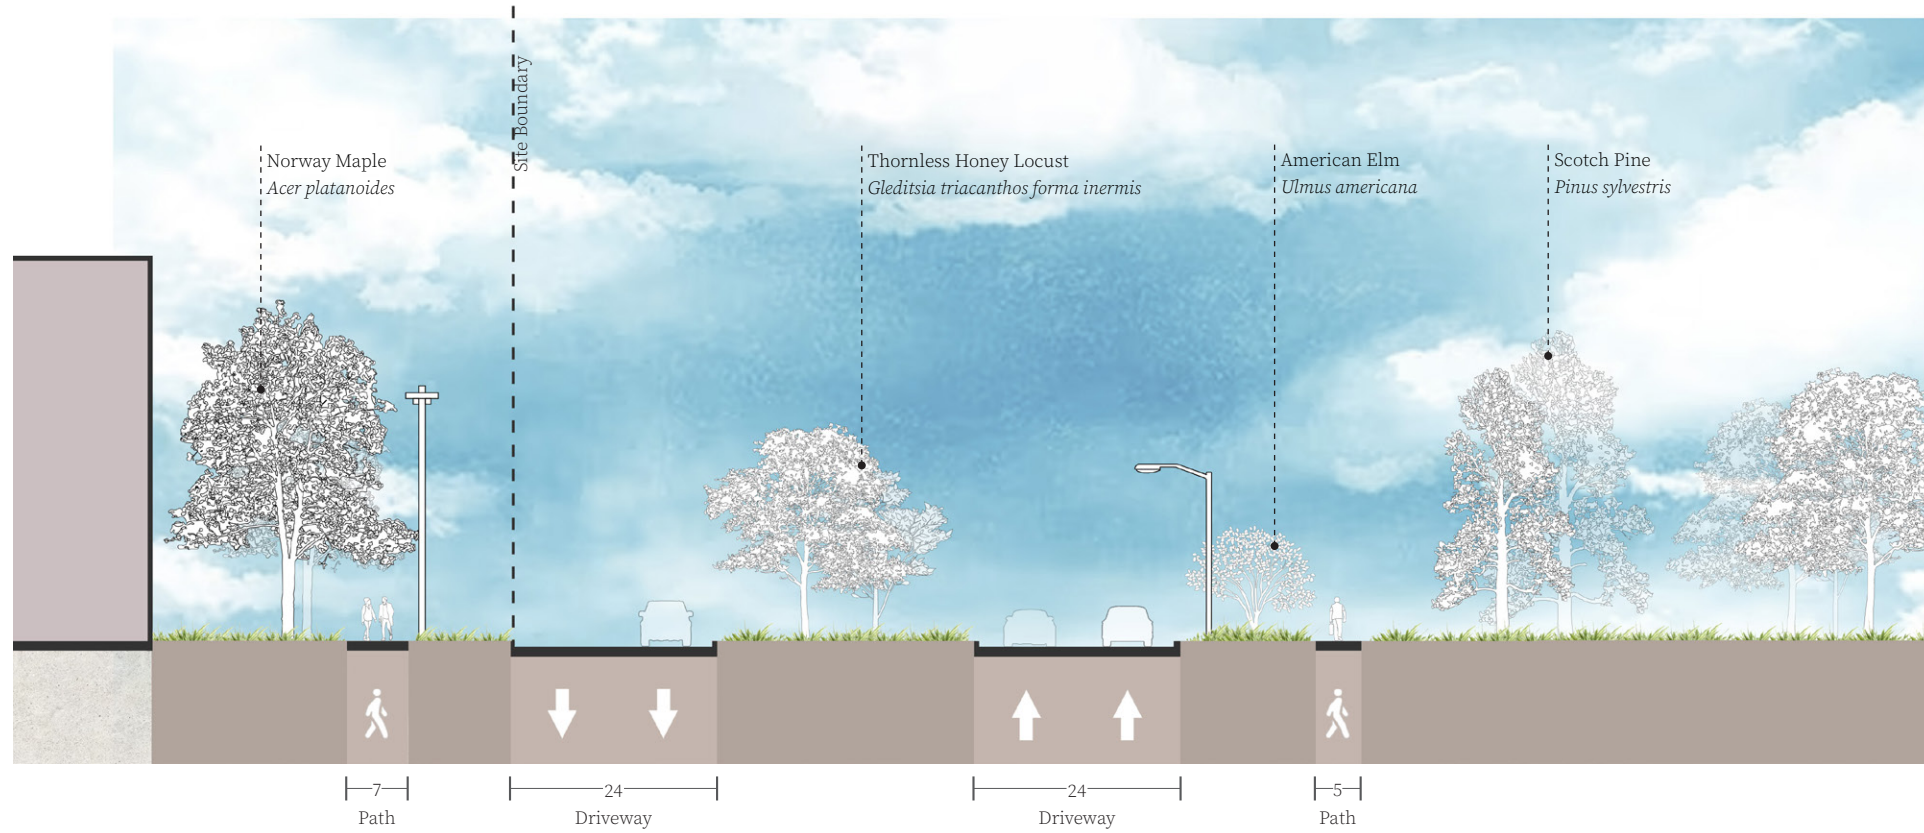 Site Boundary
Norway Maple
Acer platanoides
Thornless Honey Locust
Gleditsia triacanthos forma inermis
American Elm
Ulmus americana
Scotch Pine
Pinus sylvestris
7
Path
24
Driveway
24
Driveway
5
Path